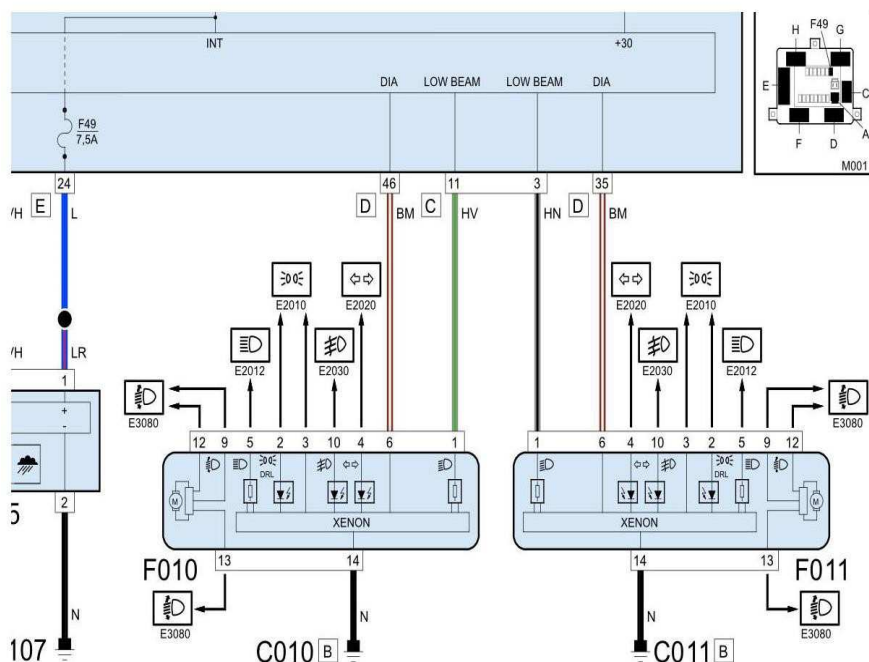 INT +30
DIA LOW BEAM LOW BEAM DIA
F49
7,5A
H F49 G
E C
F D A
M001
24 46 11 3 35
/H E L D BM C HV HN D BM
E2010 E2020 E2020 E2010
E2012 E2030 E2030 E2012
/H LR
1
E3080 E3080
12 9 5 2 3 10 4 6 1 1 6 4 10 3 2 5 9 12
+
-
DRL DRL
M M
XENON XENON
2
5
F010 13 14 14 13 F011
E3080 E3080
N N N
107 C010 B C011 B